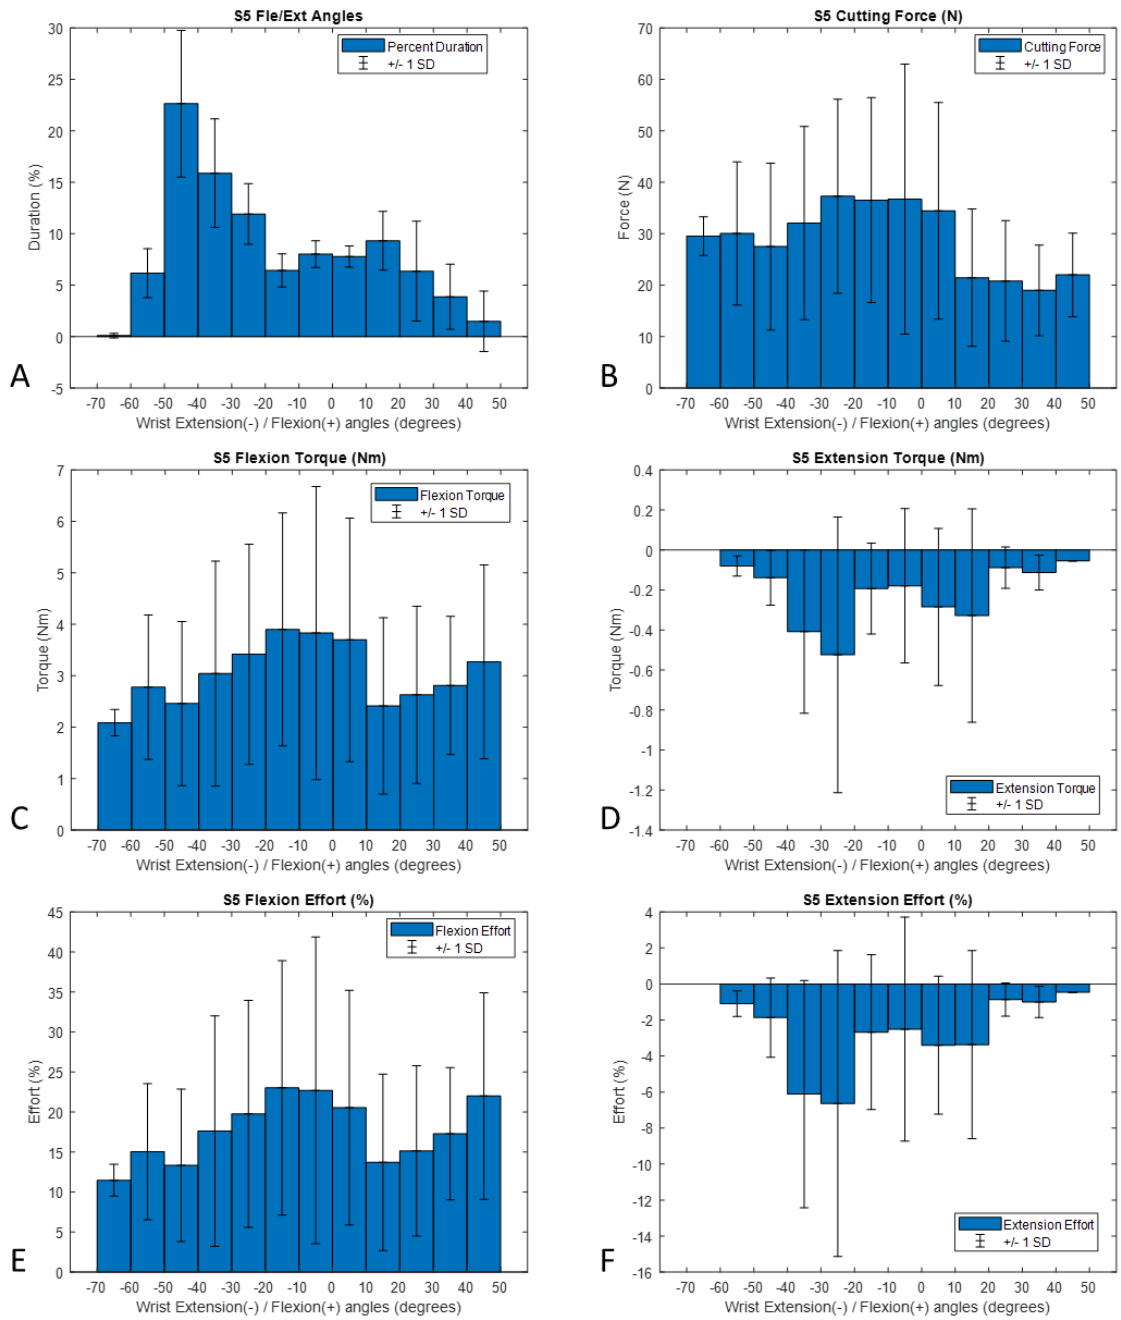 S5 Fle/Ext Angles
Percent Duration
+/- 1 SD
30
25
20
15
10
5
0
-5
Duration (%)
-70 -60 -50 -40 -30 -20 -10 0 10 20 30 40 50
Wrist Extension(-) / Flexion(+) angles (degrees)
A
S5 Cutting Force (N)
Cutting Force
+/- 1 SD
70
60
50
40
30
20
10
0
Force (N)
-70 -60 -50 -40 -30 -20 -10 0 10 20 30 40 50
Wrist Extension(-) / Flexion(+) angles (degrees)
B
S5 Flexion Torque (Nm)
Flexion Torque
+/- 1 SD
7
6
5
4
3
2
1
0
Torque (Nm)
-70 -60 -50 -40 -30 -20 -10 0 10 20 30 40 50
Wrist Extension(-) / Flexion(+) angles (degrees)
C
S5 Extension Torque (Nm)
0.4
0.2
0
-0.2
-0.4
-0.6
-0.8
-1
-1.2
-1.4
Torque (Nm)
Extension Torque
+/- 1 SD
-70 -60 -50 -40 -30 -20 -10 0 10 20 30 40 50
Wrist Extension(-) / Flexion(+) angles (degrees)
D
S5 Flexion Effort (%)
Flexion Effort
+/- 1 SD
45
40
35
30
25
20
15
10
5
0
Effort (%)
-70 -60 -50 -40 -30 -20 -10 0 10 20 30 40 50
Wrist Extension(-) / Flexion(+) angles (degrees)
E
S5 Extension Effort (%)
4
2
0
-2
-4
-6
-8
-10
-12
-14
-16
Effort (%)
Extension Effort
+/- 1 SD
-70 -60 -50 -40 -30 -20 -10 0 10 20 30 40 50
Wrist Extension(-) / Flexion(+) angles (degrees)
F